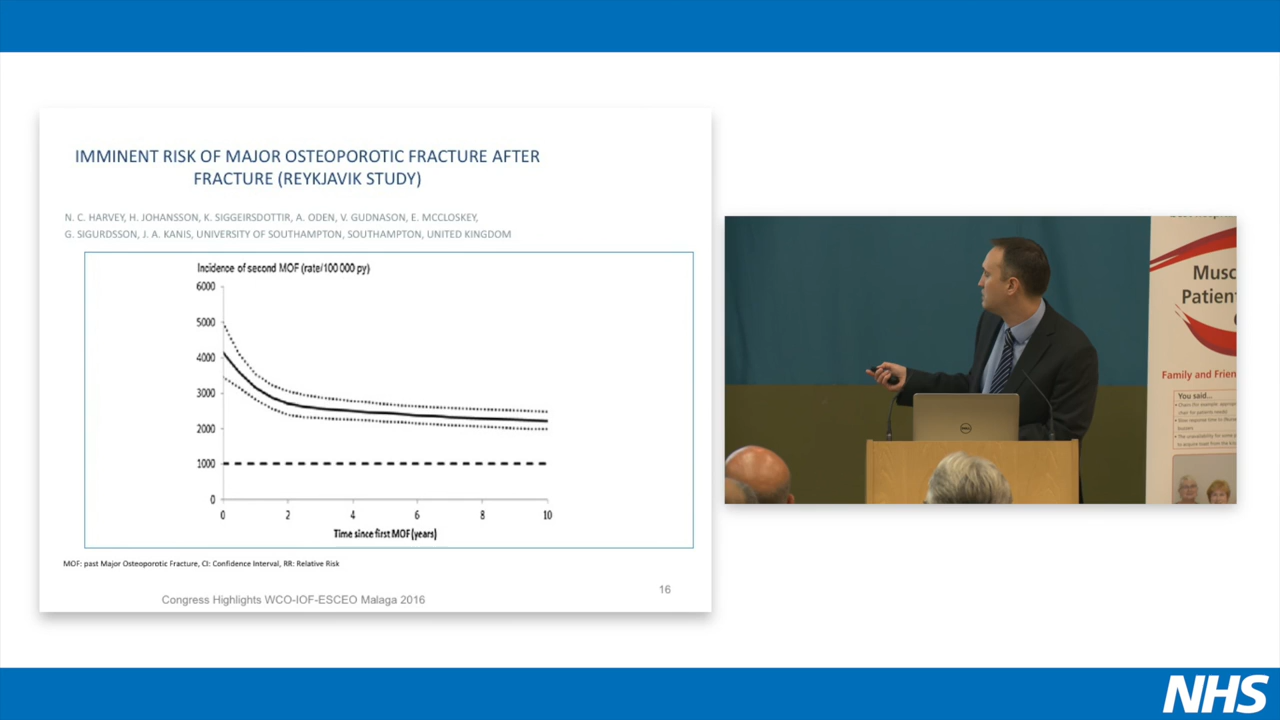 IMMINENT RISK OF MAJOR OSTEOPOROTIC FRACTURE AFTER
FRACTURE (REYKJAVIK STUDY)
N. C. HARVEY, H. JOHANSSON, K. SIGGEIRSDOTTIR, A. ODEN, V. GUDNASON, E. MCCLOSKEY,
G. SIGURDSSON, J. A. KANIS, UNIVERSITY OF SOUTHAMPTON, SOUTHAMPTON, UNITED KINGDOM
Incidence of second MOF (rate/100 000 py)
6000
5000
4000
3000
2000
1000
0
0 2 4 6 8 10
Time since first MOF (years)
MOF: past Major Osteoporotic Fracture, CI: Confidence Interval, RR: Relative Risk
Congress Highlights WCO-IOF-ESCEO Malaga 2016
16
DELL
Musc
Patien
Family and Frien
You said...
NHS